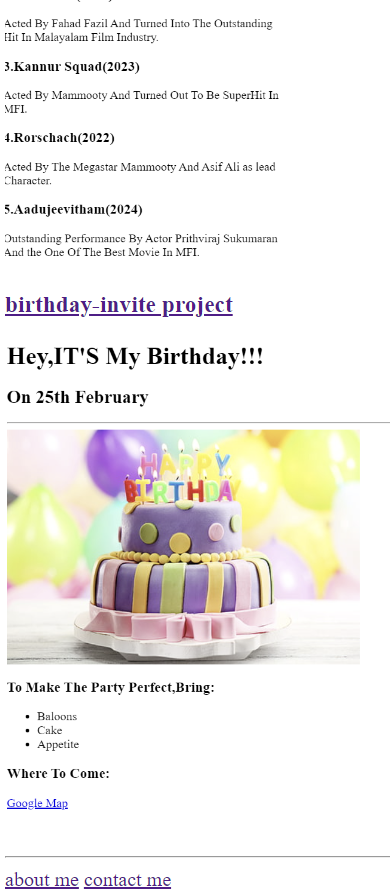 Acted By Fahad Fazil And Turned Into The Outstanding
Hit In Malayalam Film Industry.
3.Kannur Squad(2023)
Acted By Mammooty And Turned Out To Be SuperHit In
MFI.
4.Rorschach(2022)
Acted By The Megastar Mammooty And Asif Ali as lead
Character.
5.Aadujeevitham(2024)
Outstanding Performance By Actor Prithviraj Sukumaran
And the One Of The Best Movie In MFI.
birthday-invite project
Hey,IT'S My Birthday!!!
On 25th February
HAPPY
BIRTHDAY
To Make The Party Perfect,Bring:
Baloons
Cake
Appetite
Where To Come:
Google Map
about me contact me